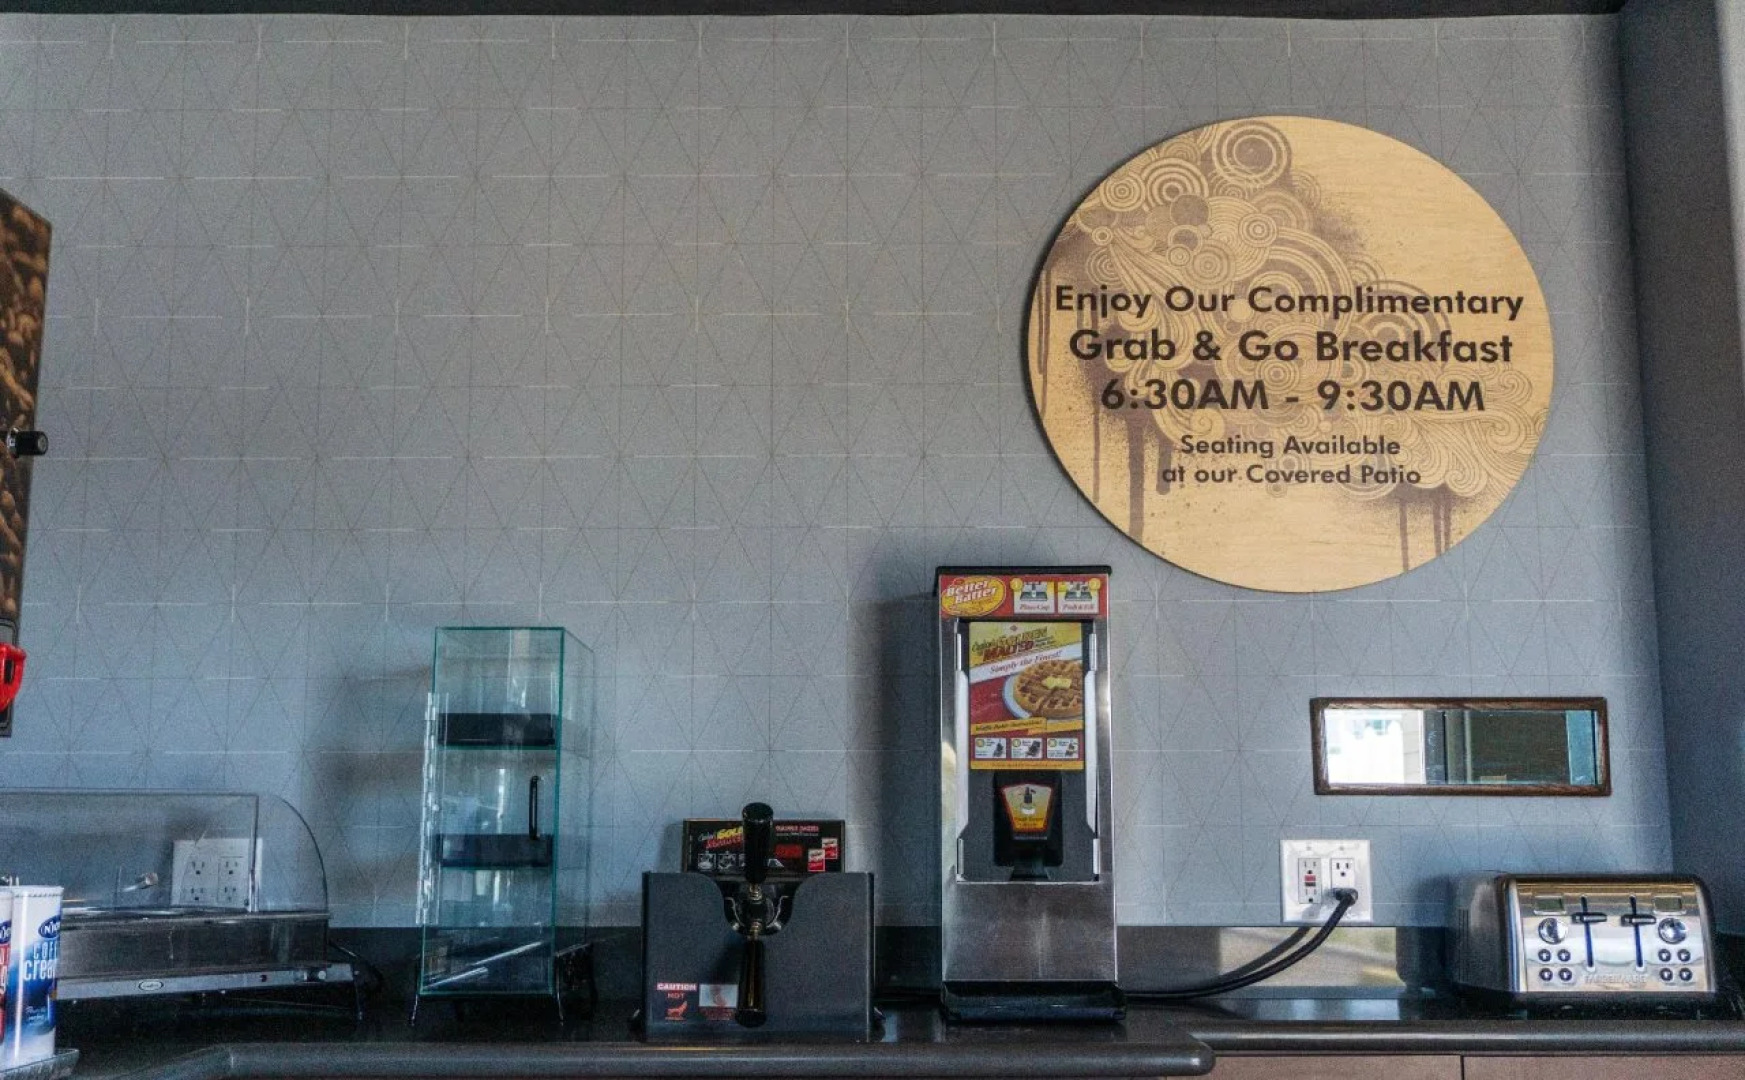 Enjoy Our Complimentary
Grab & Go Breakfast
6:30AM - 9:30AM
Seating Available
at our Covered Patio
Better
Batter
MALTED
Simply the Finest!
CAUTION
HOT